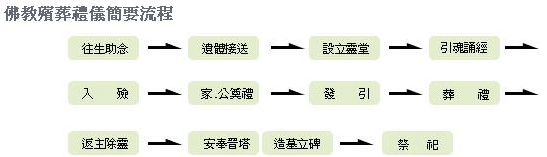 佛教殯葬禮儀簡要流程
往生助念 遺體接送 設立靈堂 引魂誦經
入 殮 家.公奠禮 發 引 葬 禮
返主除靈 安奉晉塔 造墓立碑 祭 祀